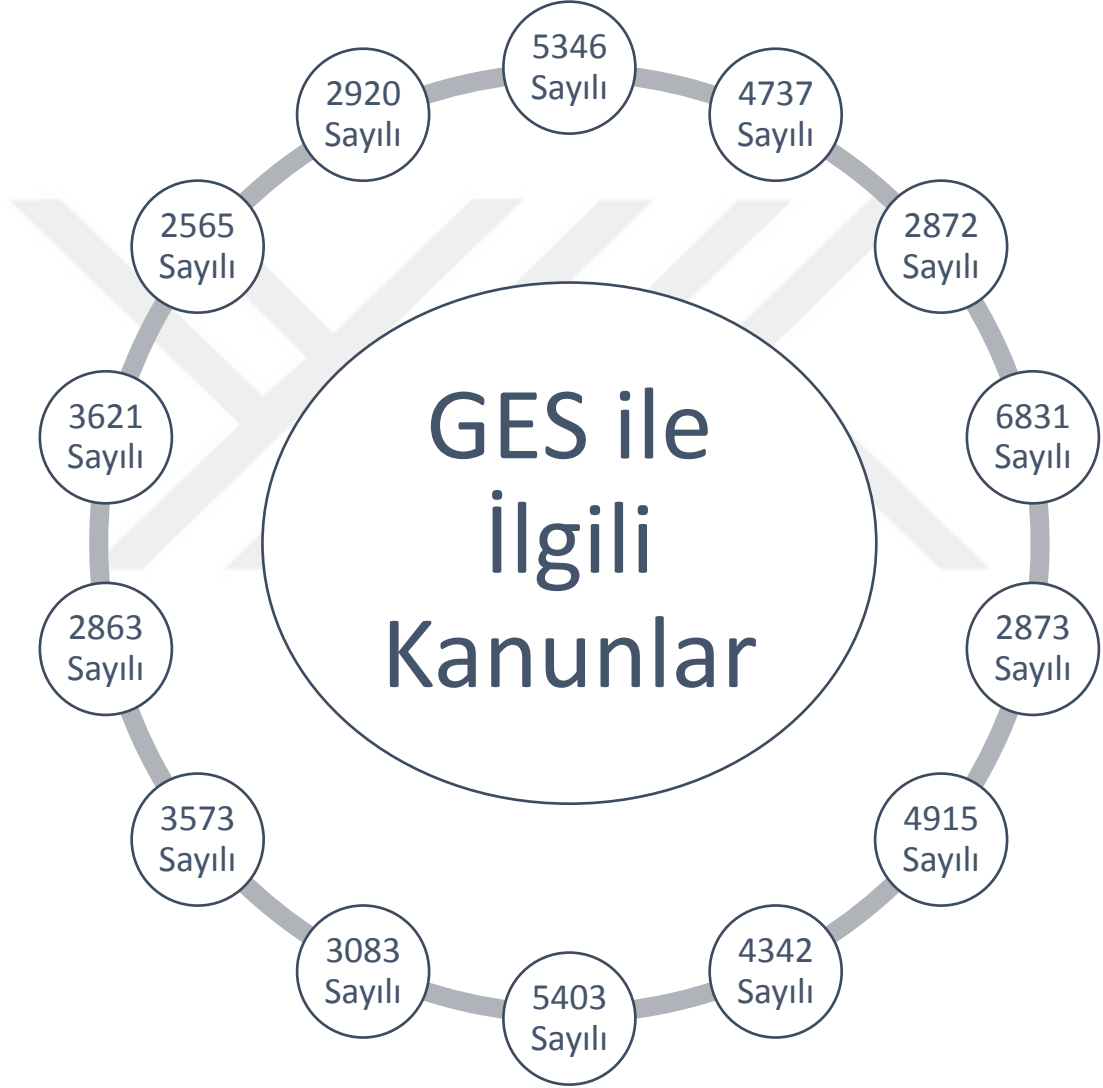 5346
Sayılı
4737
Sayılı
2872
Sayılı
6831
Sayılı
2873
Sayılı
4915
Sayılı
4342
Sayılı
5403
Sayılı
3083
Sayılı
3573
Sayılı
2863
Sayılı
3621
Sayılı
2565
Sayılı
2920
Sayılı
GES ile
İlgili
Kanunlar